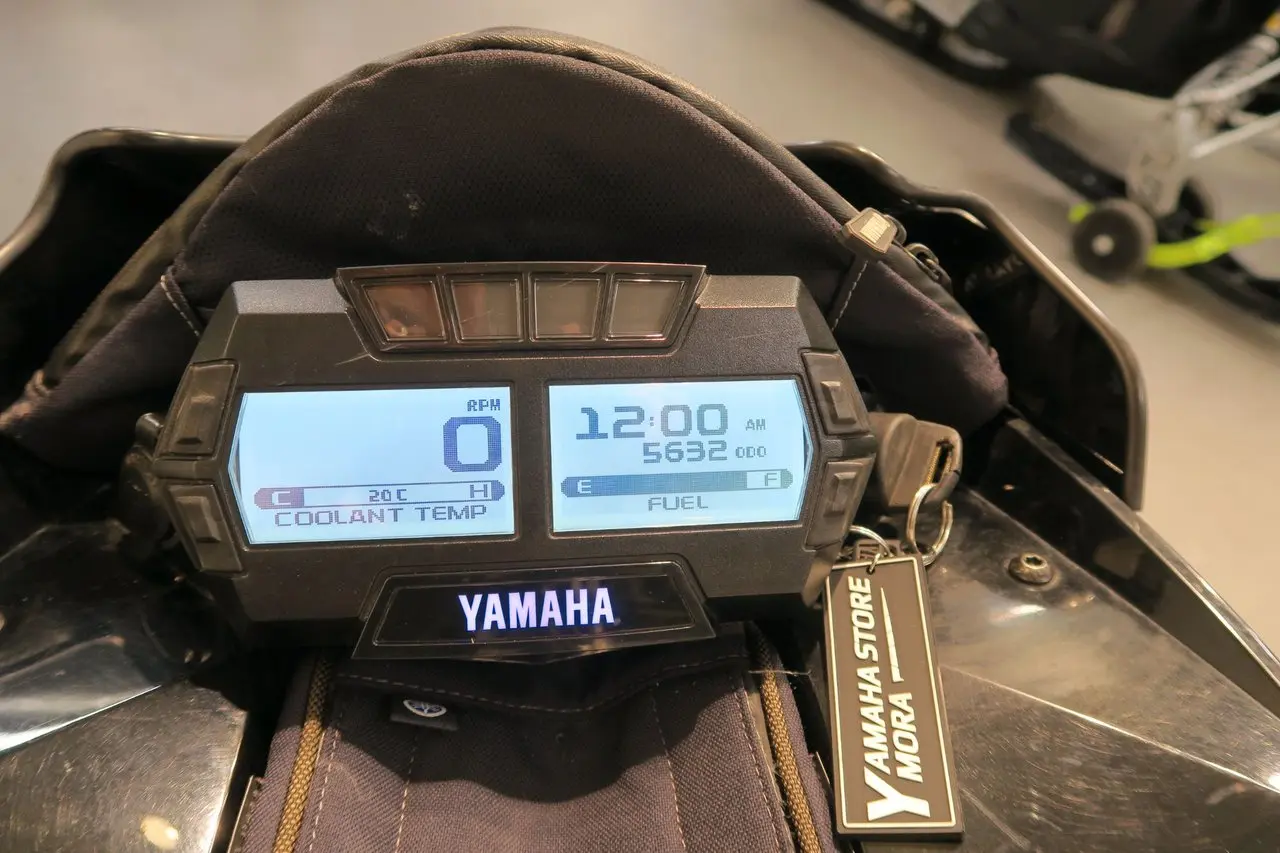 RPM
0
C 20 C H
COOLANT TEMP
12:00 AM
5632 ODO
E F
FUEL
YAMAHA
YAMAHA STORE
MORA